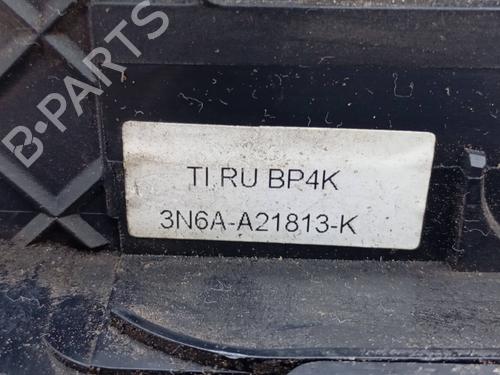 B-PARTS
TI RU BP4K
3N6A-A21813-K